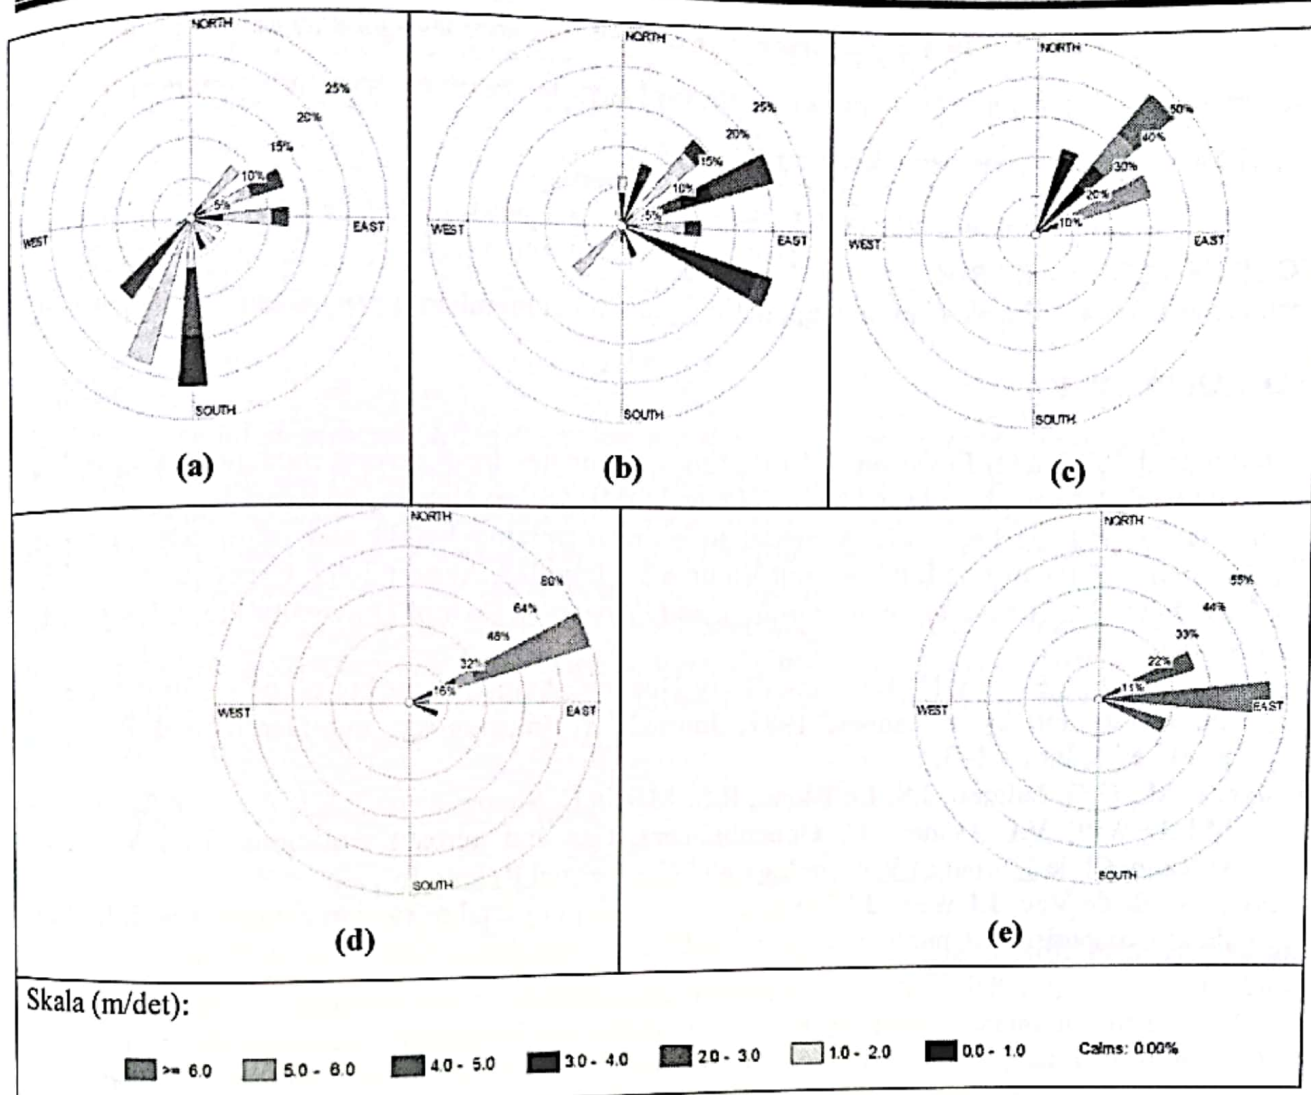 NORTH
25%
20%
15%
10%
5%
WEST
EAST
SOUTH
(a)
NORTH
25%
20%
15%
10%
5%
WEST
EAST
SOUTH
(b)
NORTH
50%
40%
30%
20%
10%
WEST
EAST
SOUTH
(c)
NORTH
80%
64%
48%
32%
16%
WEST
EAST
SOUTH
(d)
NORTH
55%
44%
33%
22%
11%
WEST
EAST
SOUTH
(e)
Skala (m/det):
>= 6.0 5.0 - 6.0 4.0 - 5.0 3.0 - 4.0 2.0 - 3.0 1.0 - 2.0 0.0 - 1.0 Calms: 0.00%